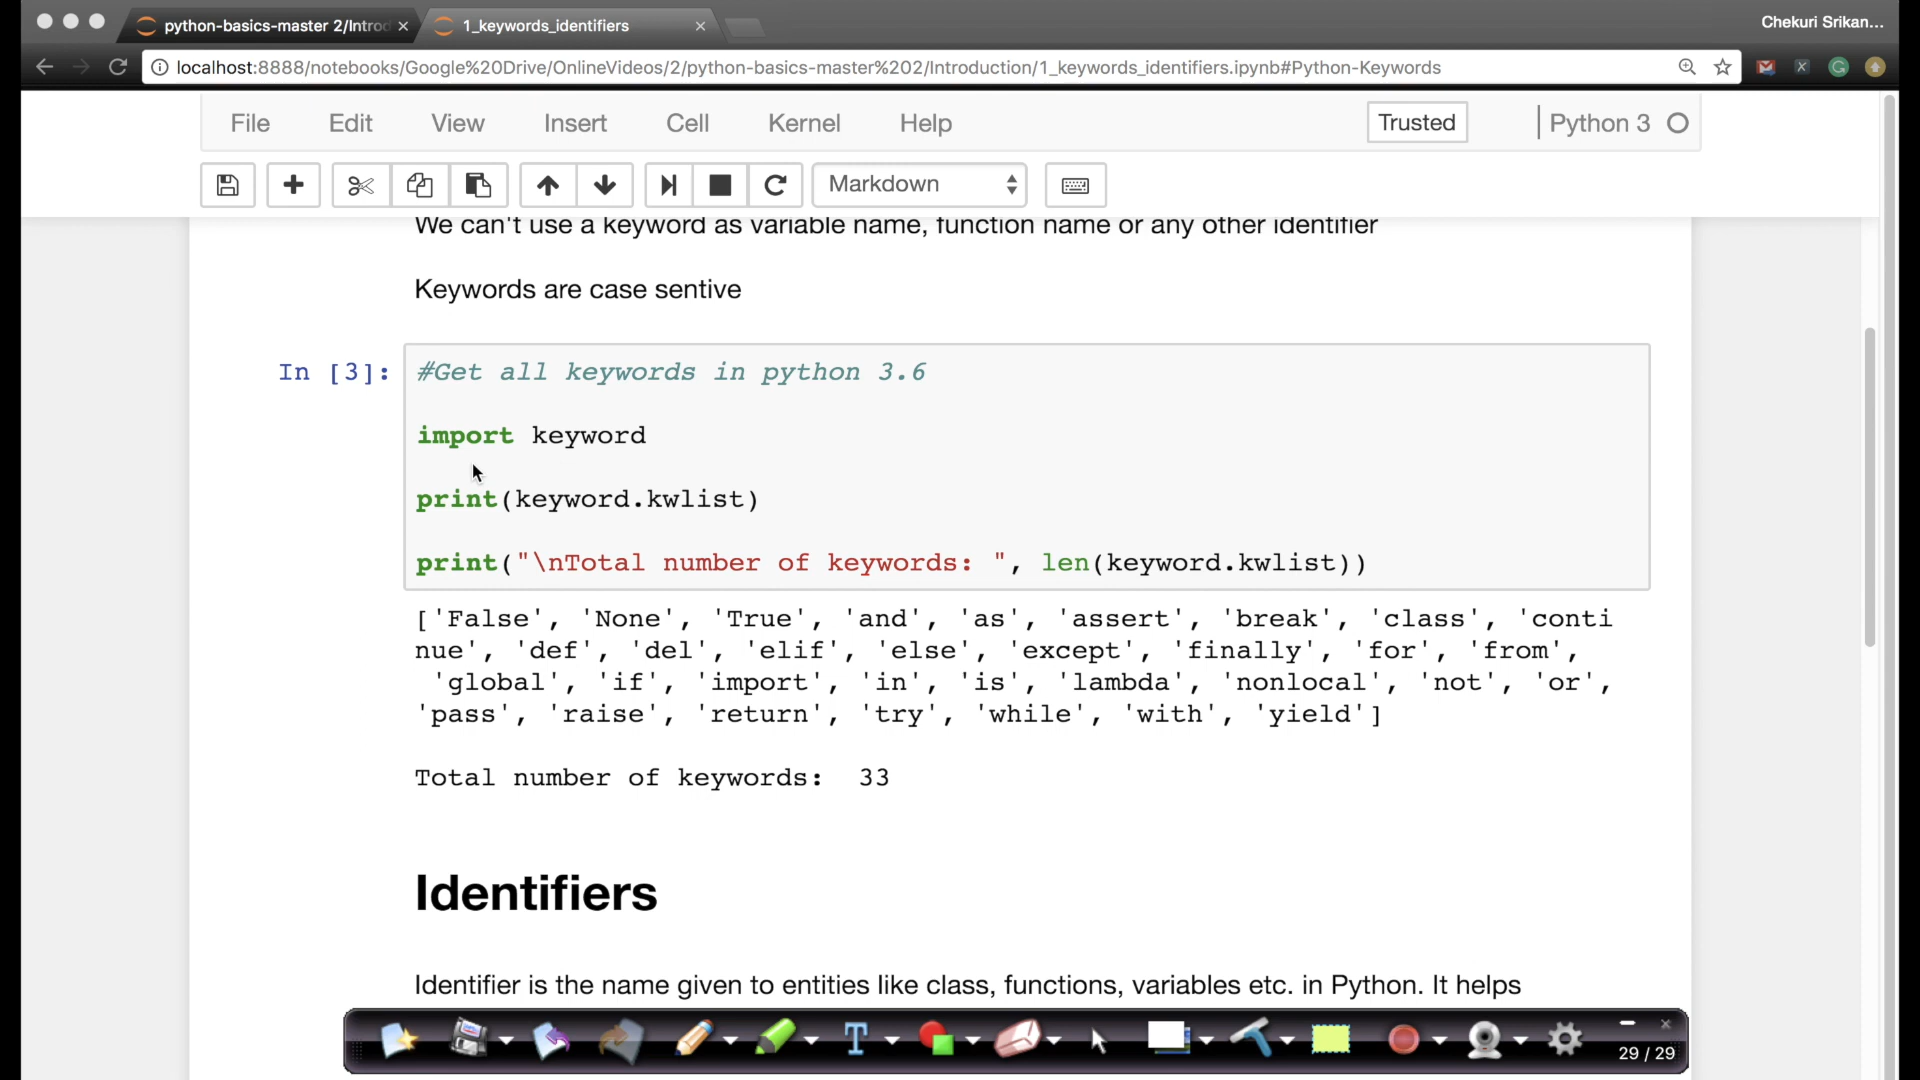 python-basics-master 2/Introd
1_keywords_identifiers
Chekuri Srikan...
localhost:8888/notebooks/Google%20Drive/OnlineVideos/2/python-basics-master%202/Introduction/1_keywords_identifiers.ipynb#Python-Keywords
File Edit View Insert Cell Kernel Help Trusted Python 3
Markdown
We can't use a keyword as variable name, function name or any other identifier
Keywords are case sentive
In [3]: #Get all keywords in python 3.6
import keyword
print(keyword.kwlist)
print("\nTotal number of keywords: ", len(keyword.kwlist))
['False', 'None', 'True', 'and', 'as', 'assert', 'break', 'class', 'conti
nue', 'def', 'del', 'elif', 'else', 'except', 'finally', 'for', 'from',
'global', 'if', 'import', 'in', 'is', 'lambda', 'nonlocal', 'not', 'or',
'pass', 'raise', 'return', 'try', 'while', 'with', 'yield']
Total number of keywords:  33
Identifiers
Identifier is the name given to entities like class, functions, variables etc. in Python. It helps
29 / 29